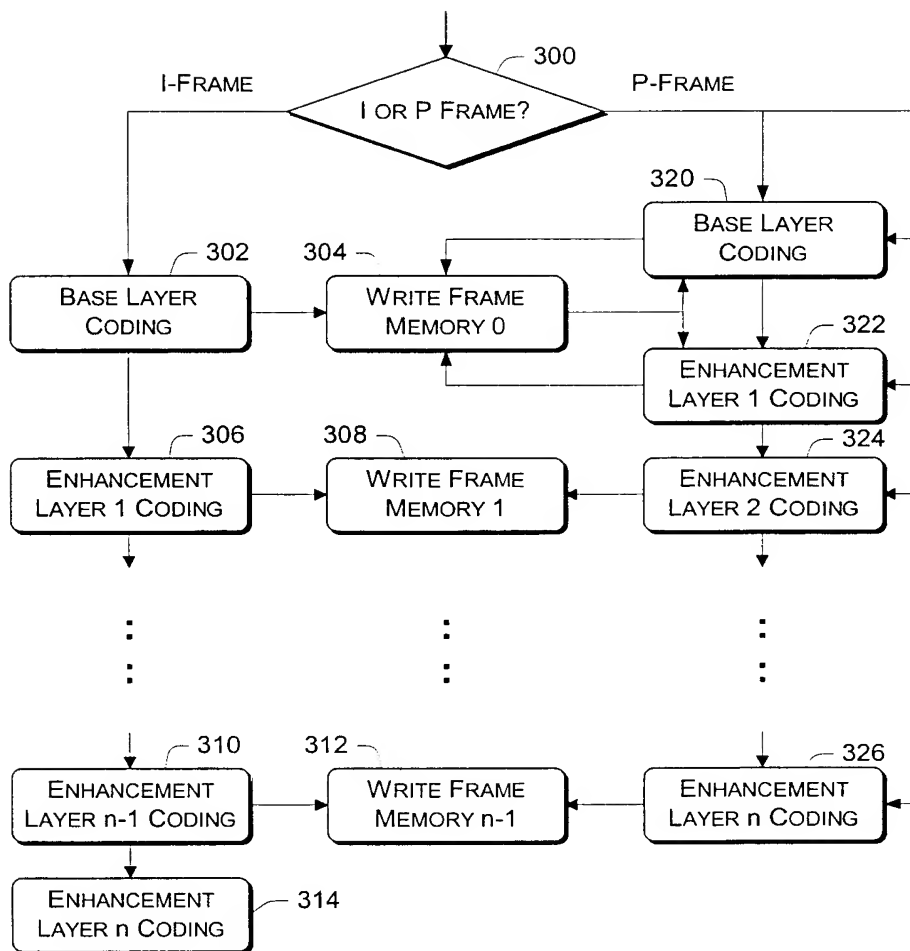 300
I-FRAME
P-FRAME
I OR P FRAME?
320
BASE LAYER
CODING
302
304
BASE LAYER
CODING
WRITE FRAME
MEMORY 0
322
ENHANCEMENT
LAYER 1 CODING
306
308
324
ENHANCEMENT
LAYER 1 CODING
WRITE FRAME
MEMORY 1
ENHANCEMENT
LAYER 2 CODING
310
312
326
ENHANCEMENT
LAYER n-1 CODING
WRITE FRAME
MEMORY n-1
ENHANCEMENT
LAYER n CODING
ENHANCEMENT
LAYER n CODING
314